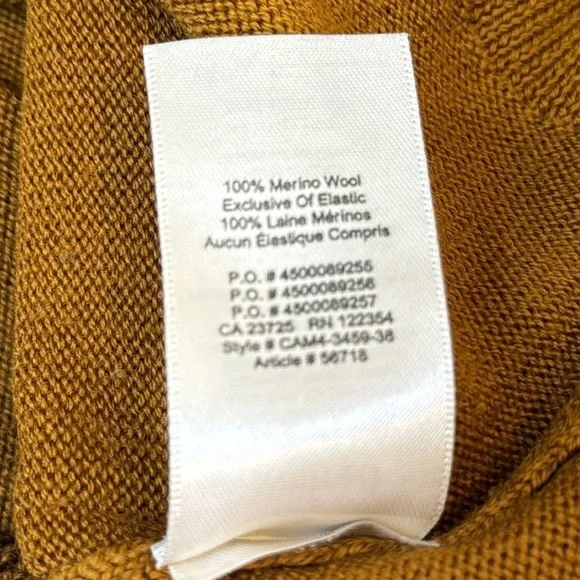 100% Merino Wool
Exclusive Of Elastic
100% Laine Mérinos
Aucun Élastique Compris
P.O. # 4500089255
P.O. # 4500089256
P.O. # 4500089257
CA 23725 RN 122354
Style # CAM4-3459-38
Article # 56718